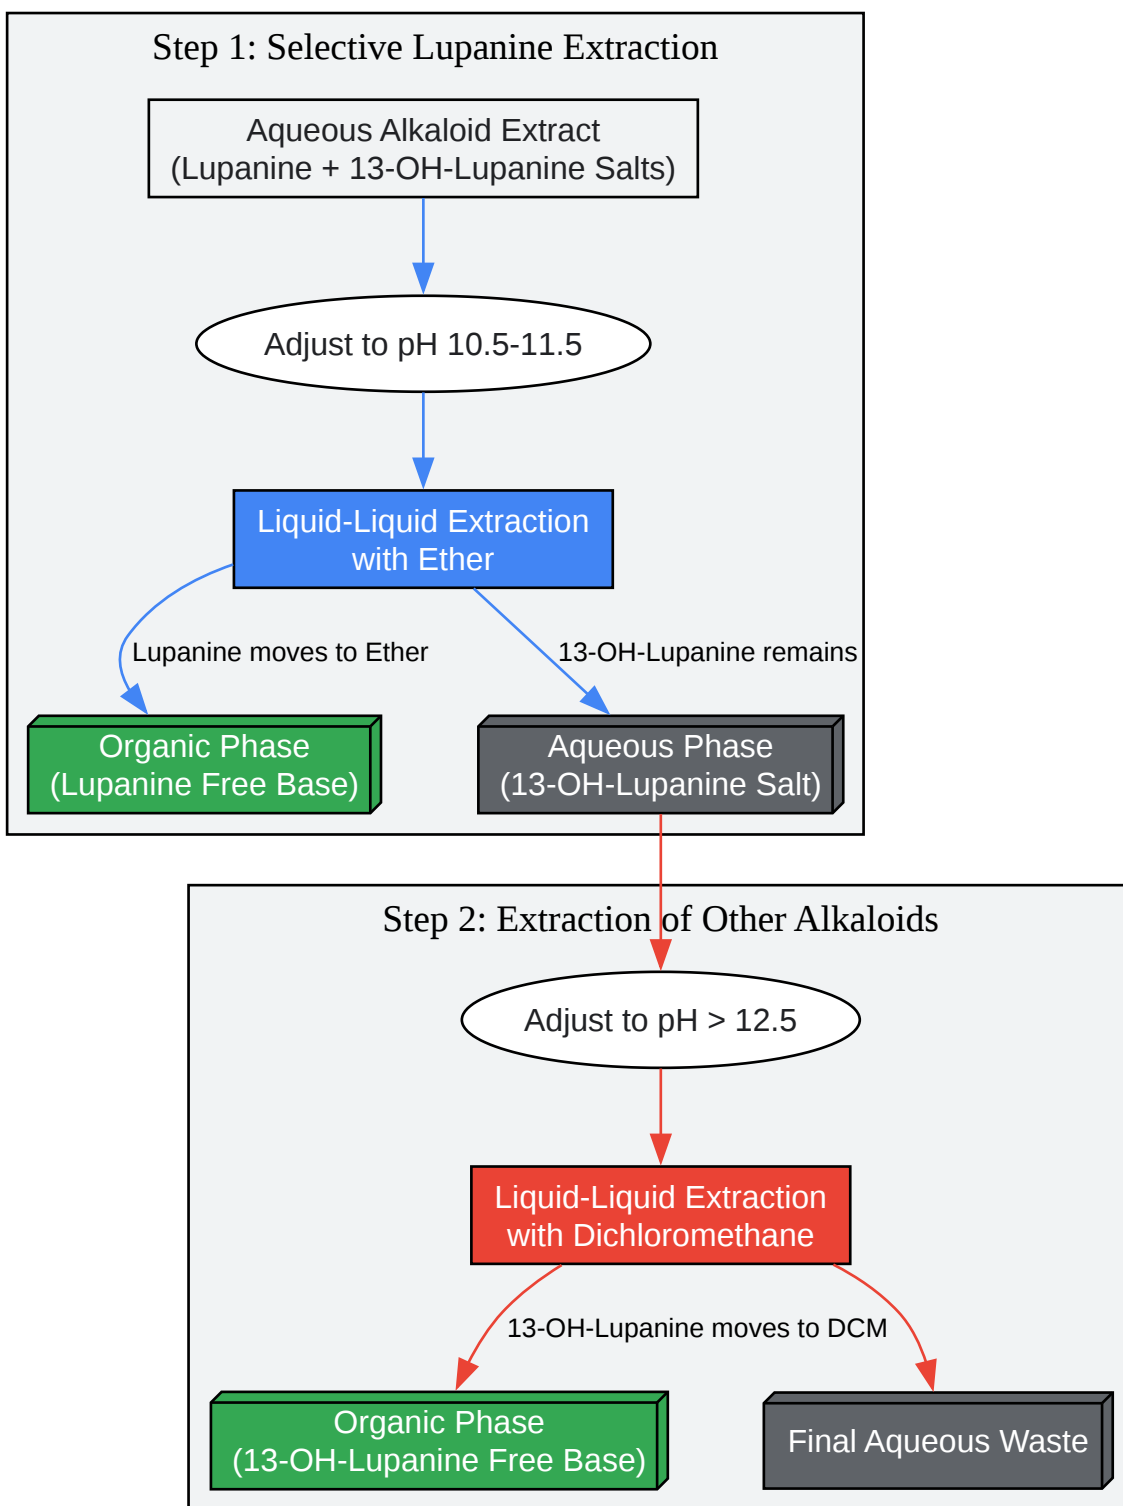 Step 1: Selective Lupanine Extraction
Aqueous Alkaloid Extract
(Lupanine + 13-OH-Lupanine Salts)
Adjust to pH 10.5-11.5
Liquid-Liquid Extraction
with Ether
Lupanine moves to Ether
13-OH-Lupanine remains
Organic Phase
(Lupanine Free Base)
Aqueous Phase
(13-OH-Lupanine Salt)
Step 2: Extraction of Other Alkaloids
Adjust to pH > 12.5
Liquid-Liquid Extraction
with Dichloromethane
13-OH-Lupanine moves to DCM
Organic Phase
(13-OH-Lupanine Free Base)
Final Aqueous Waste